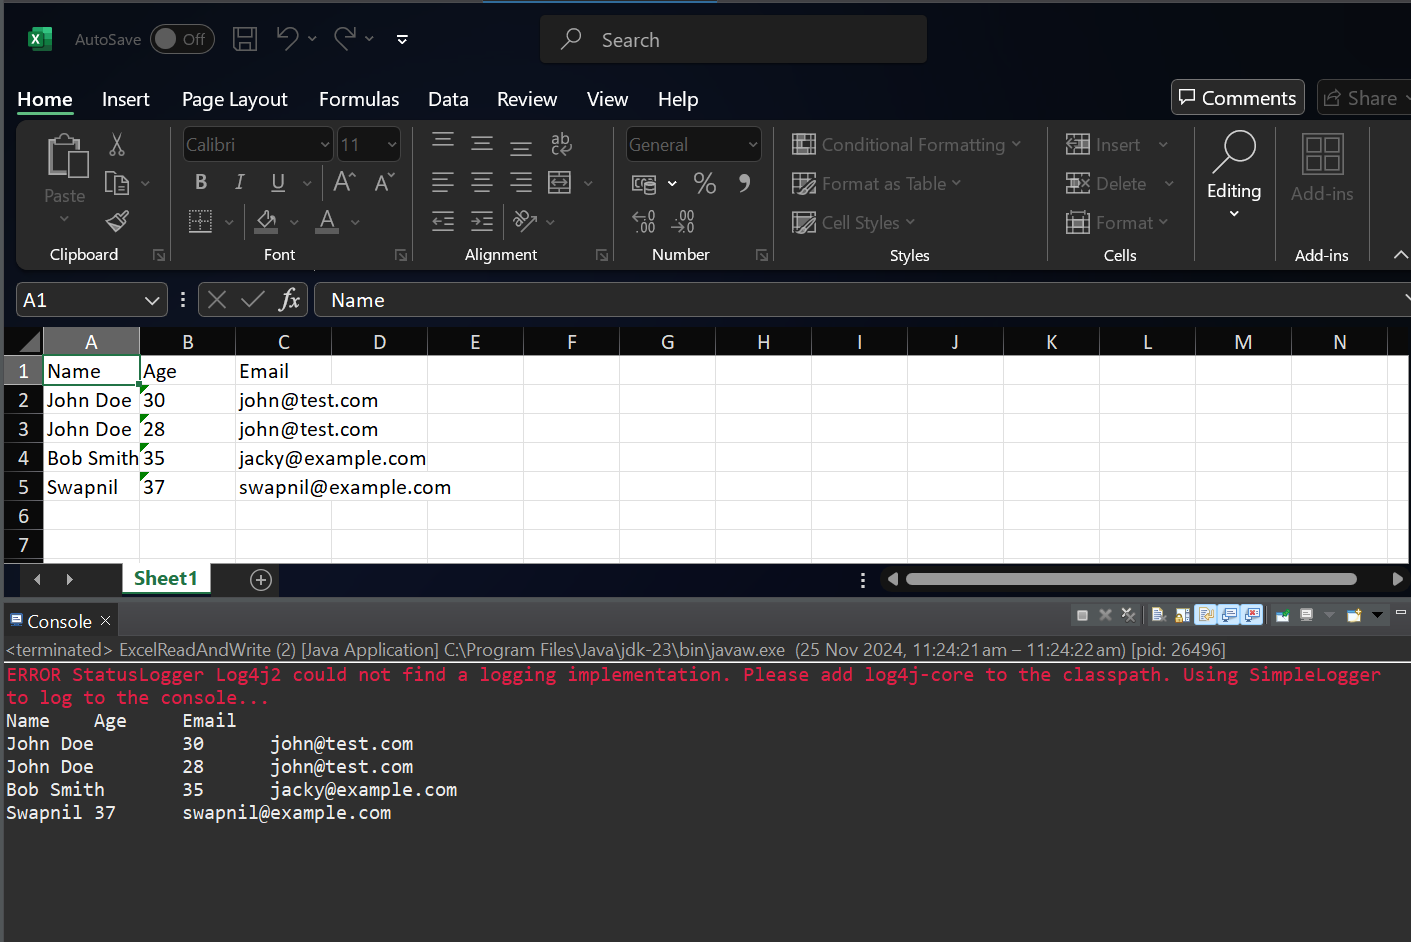 AutoSave Off Search
Home Insert Page Layout Formulas Data Review View Help Comments Share
Paste Calibri 11 ab General Conditional Formatting Insert
B I U A A % Format as Table Delete Editing Add-ins
A Cell Styles Format
Clipboard Font Alignment Number Styles Cells Add-ins
A1 fx Name
A B C D E F G H I J K L M N
1 Name Age Email
2 John Doe 30 john@test.com
3 John Doe 28 john@test.com
4 Bob Smith 35 jacky@example.com
5 Swapnil 37 swapnil@example.com
6
7
Sheet1
Console
<terminated> ExcelReadAndWrite (2) [Java Application] C:\Program Files\Java\jdk-23\bin\javaw.exe (25 Nov 2024, 11:24:21 am – 11:24:22 am) [pid: 26496]
ERROR StatusLogger Log4j2 could not find a logging implementation. Please add log4j-core to the classpath. Using SimpleLogger
to log to the console...
Name Age Email
John Doe 30 john@test.com
John Doe 28 john@test.com
Bob Smith 35 jacky@example.com
Swapnil 37 swapnil@example.com